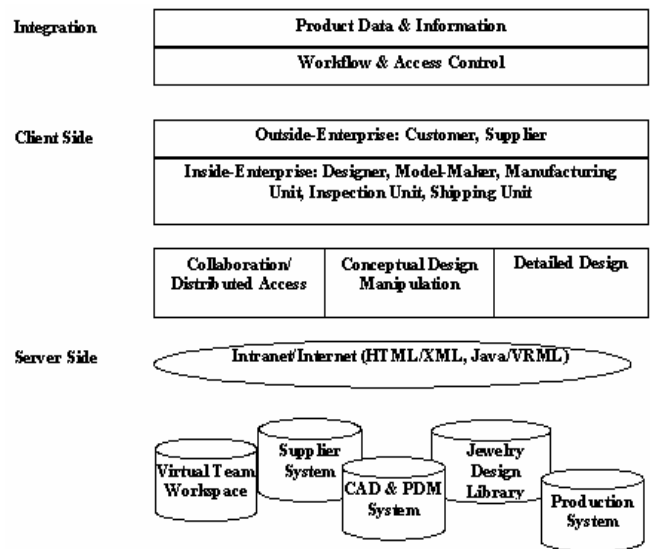 Integration
Product Data & Information
Workflow & Access Control
Client Side
Outside-Enterprise: Customer, Supplier
Inside-Enterprise: Designer, Model-Maker, Manufacturing
Unit, Inspection Unit, Shipping Unit
Collaboration/
Distributed Access
Conceptual Design
Manipulation
Detailed Design
Server Side
Intranet/Internet (HTML/XML, Java/VRML)
Virtual Team
Workspace
Supplier
System
CAD & PDM
System
Jewelry
Design
Library
Production
System